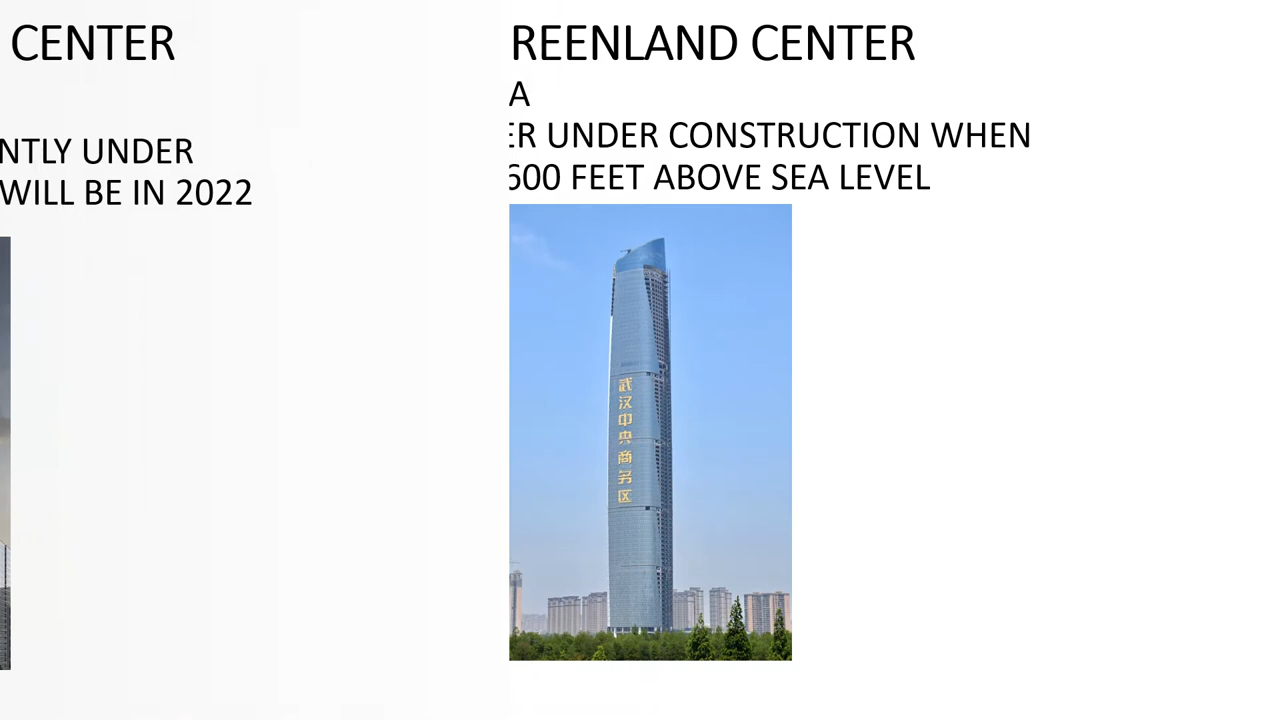 CENTER
NTLY UNDER
WILL BE IN 2022
REENLAND CENTER
A
ER UNDER CONSTRUCTION WHEN
600 FEET ABOVE SEA LEVEL
武汉中央商务区